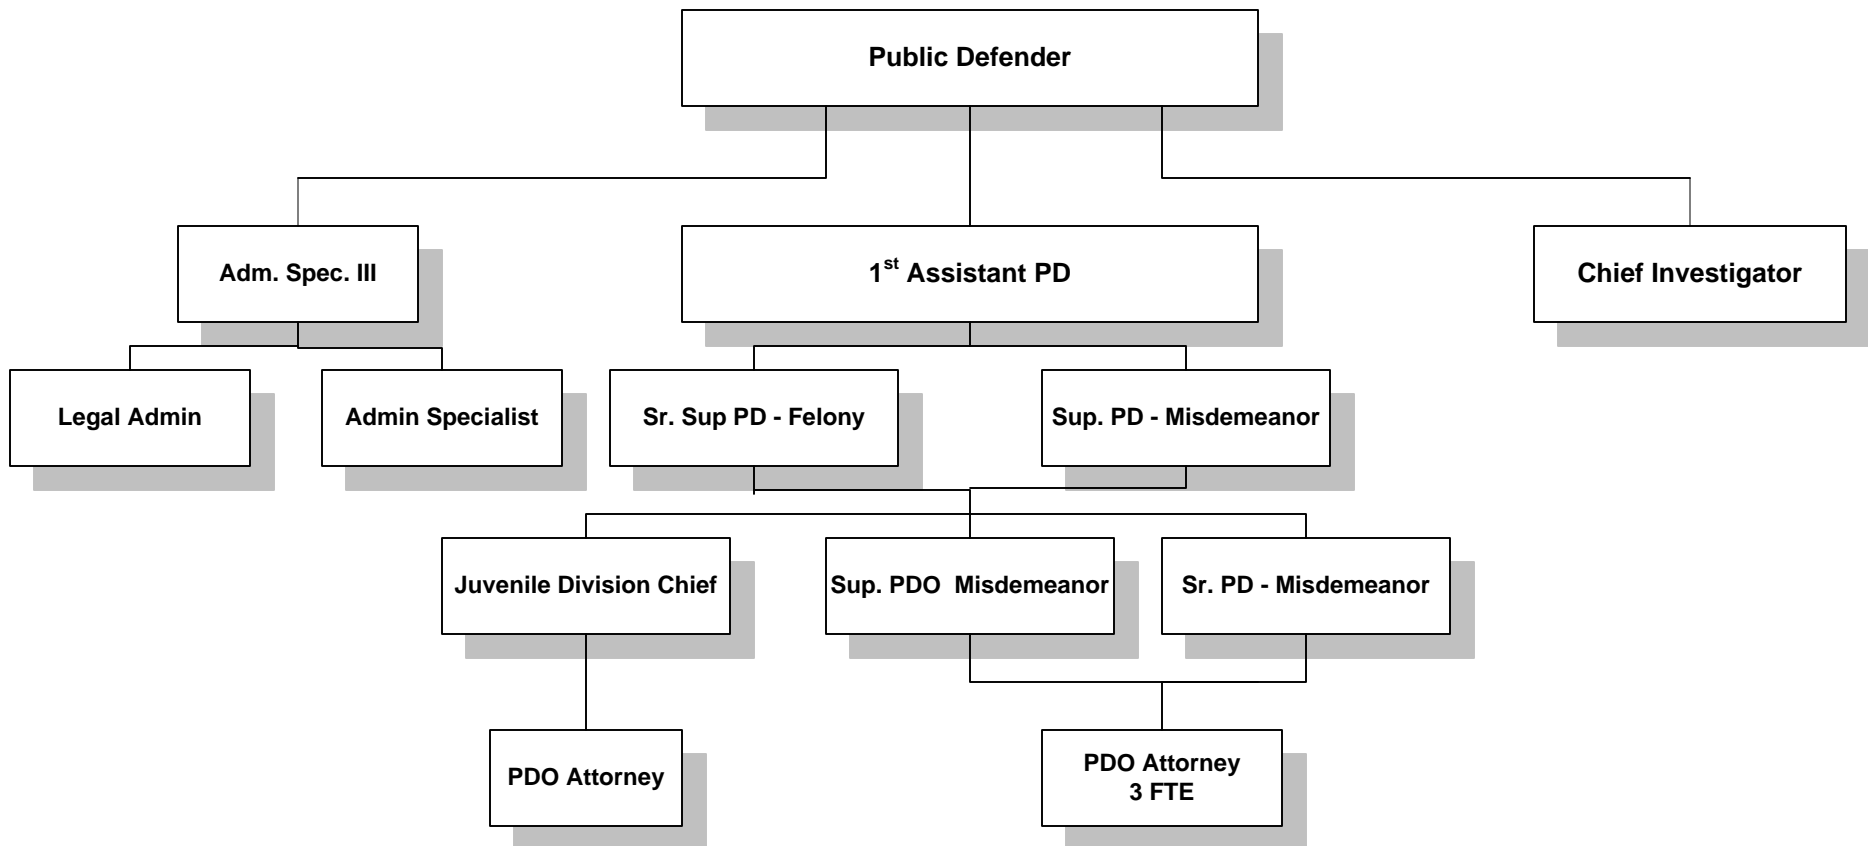 Public Defender
Adm. Spec. III
1st Assistant PD
Chief Investigator
Legal Admin
Admin Specialist
Sr. Sup PD - Felony
Sup. PD - Misdemeanor
Juvenile Division Chief
Sup. PDO  Misdemeanor
Sr. PD - Misdemeanor
PDO Attorney
PDO Attorney
3 FTE